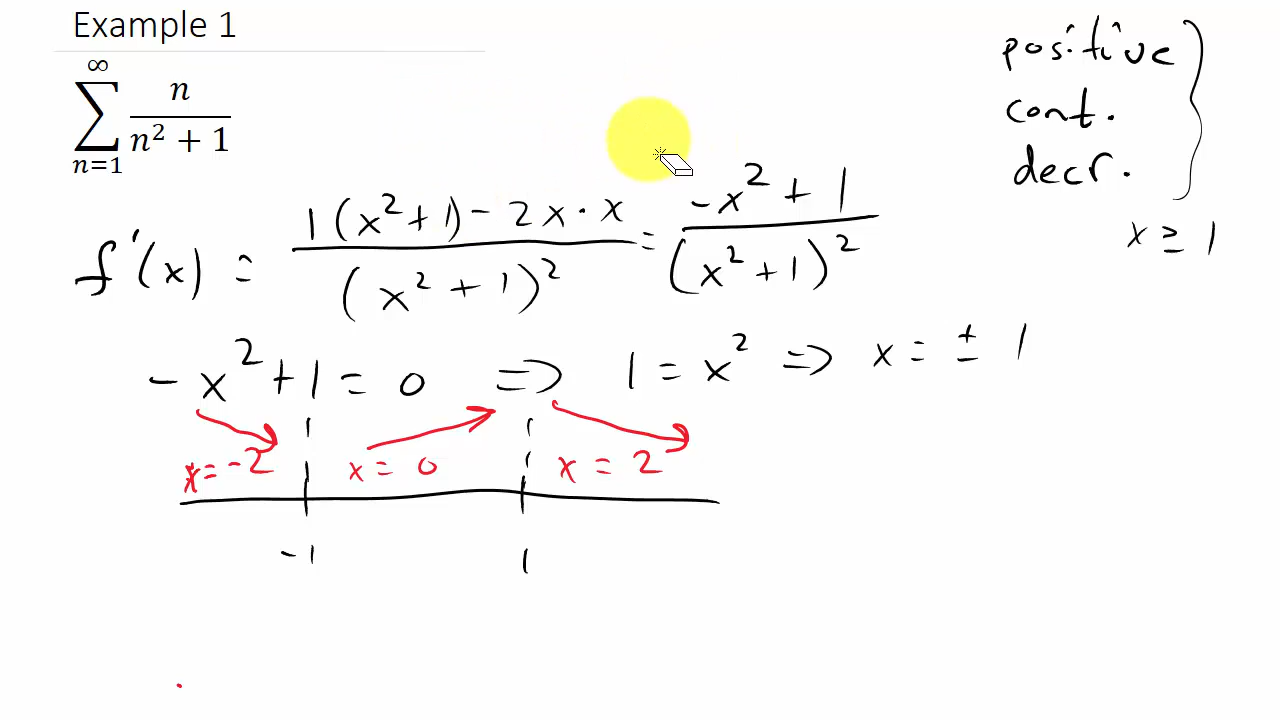 Example 1
∞
∑ n / (n² + 1)
n=1
positive
cont.
decr.
x ≥ 1
f'(x) = (1(x²+1) - 2x·x) / (x²+1)² = (-x²+1) / (x²+1)²
-x²+1 = 0 ⇒ 1 = x² ⇒ x = ± 1
x = -2 x = 0 x = 2
-1 1